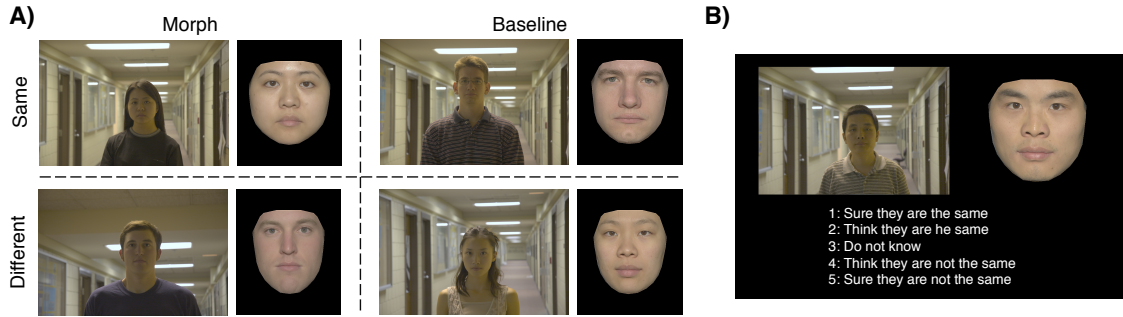 A)
Morph
Baseline
Same
Different
B)
1: Sure they are the same
2: Think they are he same
3: Do not know
4: Think they are not the same
5: Sure they are not the same